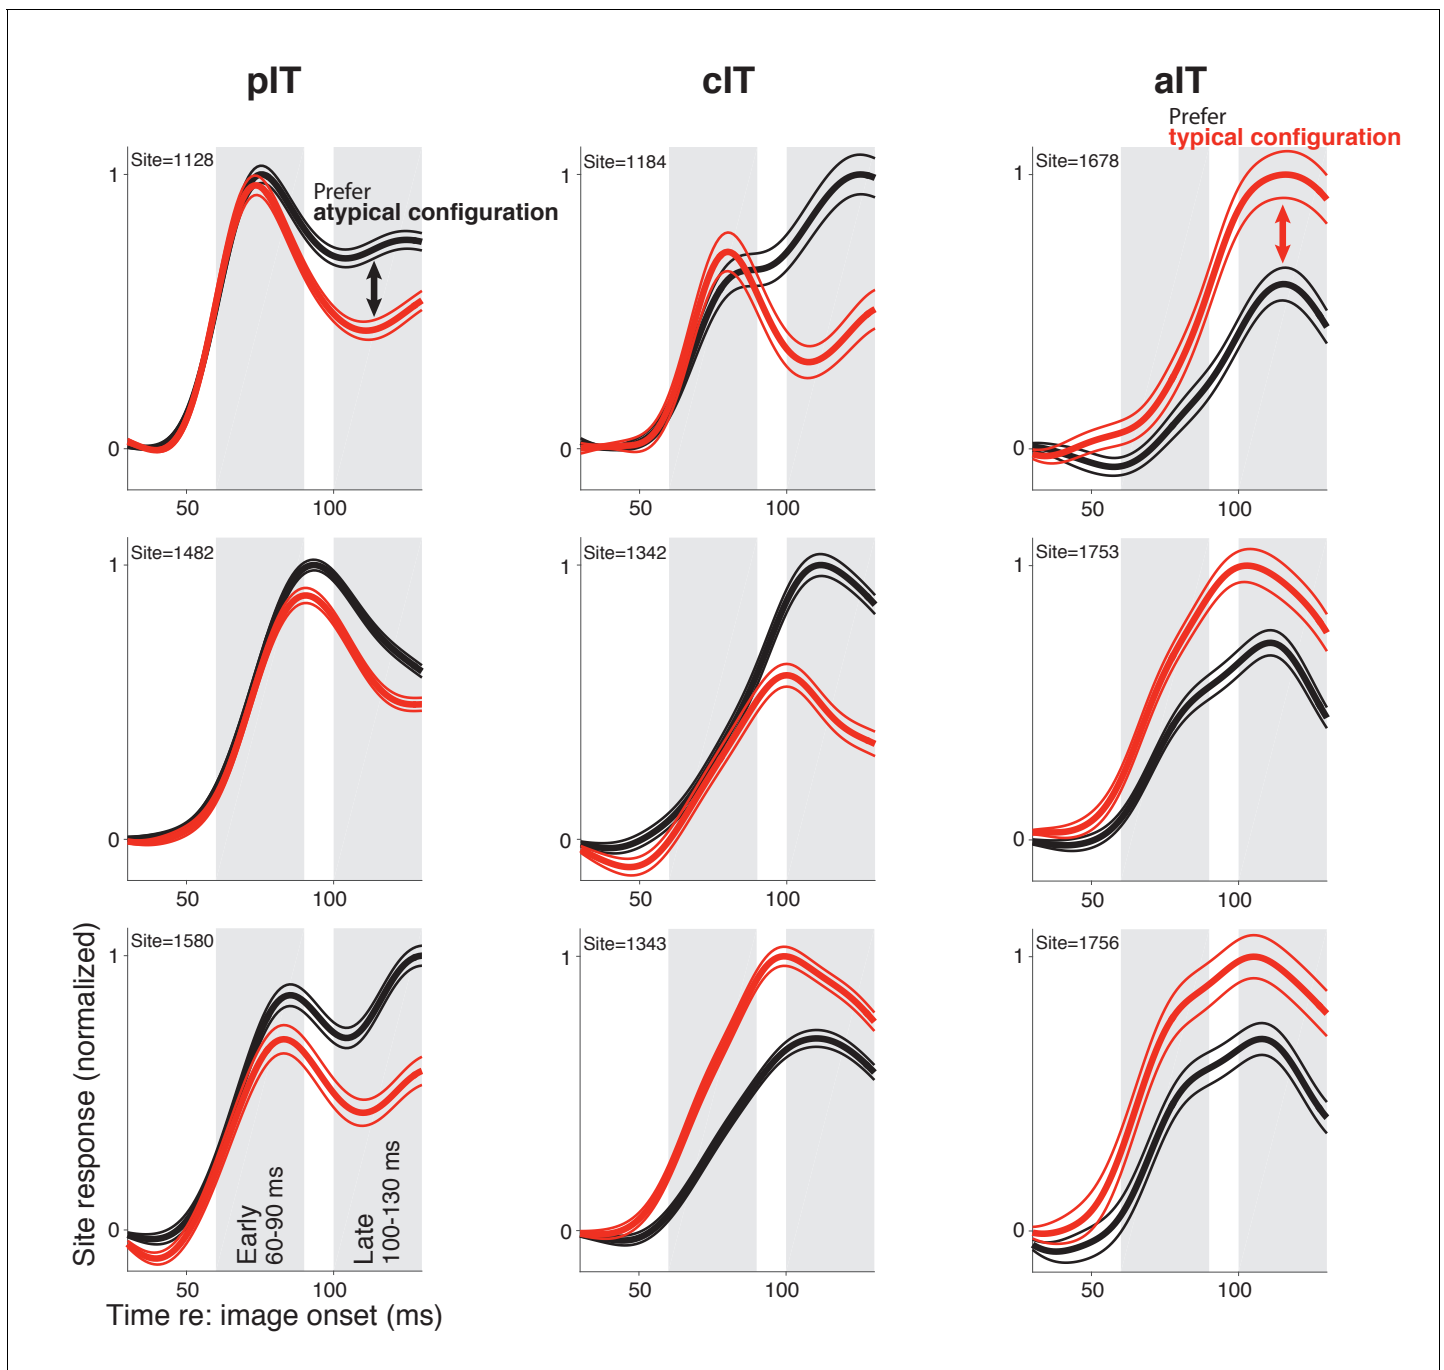 pIT
cIT
aIT
Prefer
typical configuration
Site=1128
Prefer
atypical configuration
1
0
50
100
Site=1184
1
0
50
100
Site=1678
1
0
50
100
Site=1482
1
0
50
100
Site=1342
1
0
50
100
Site=1753
1
0
50
100
Site=1580
1
0
50
100
Early
60-90 ms
Late
100-130 ms
Site response (normalized)
Time re: image onset (ms)
Site=1343
1
0
50
100
Site=1756
1
0
50
100